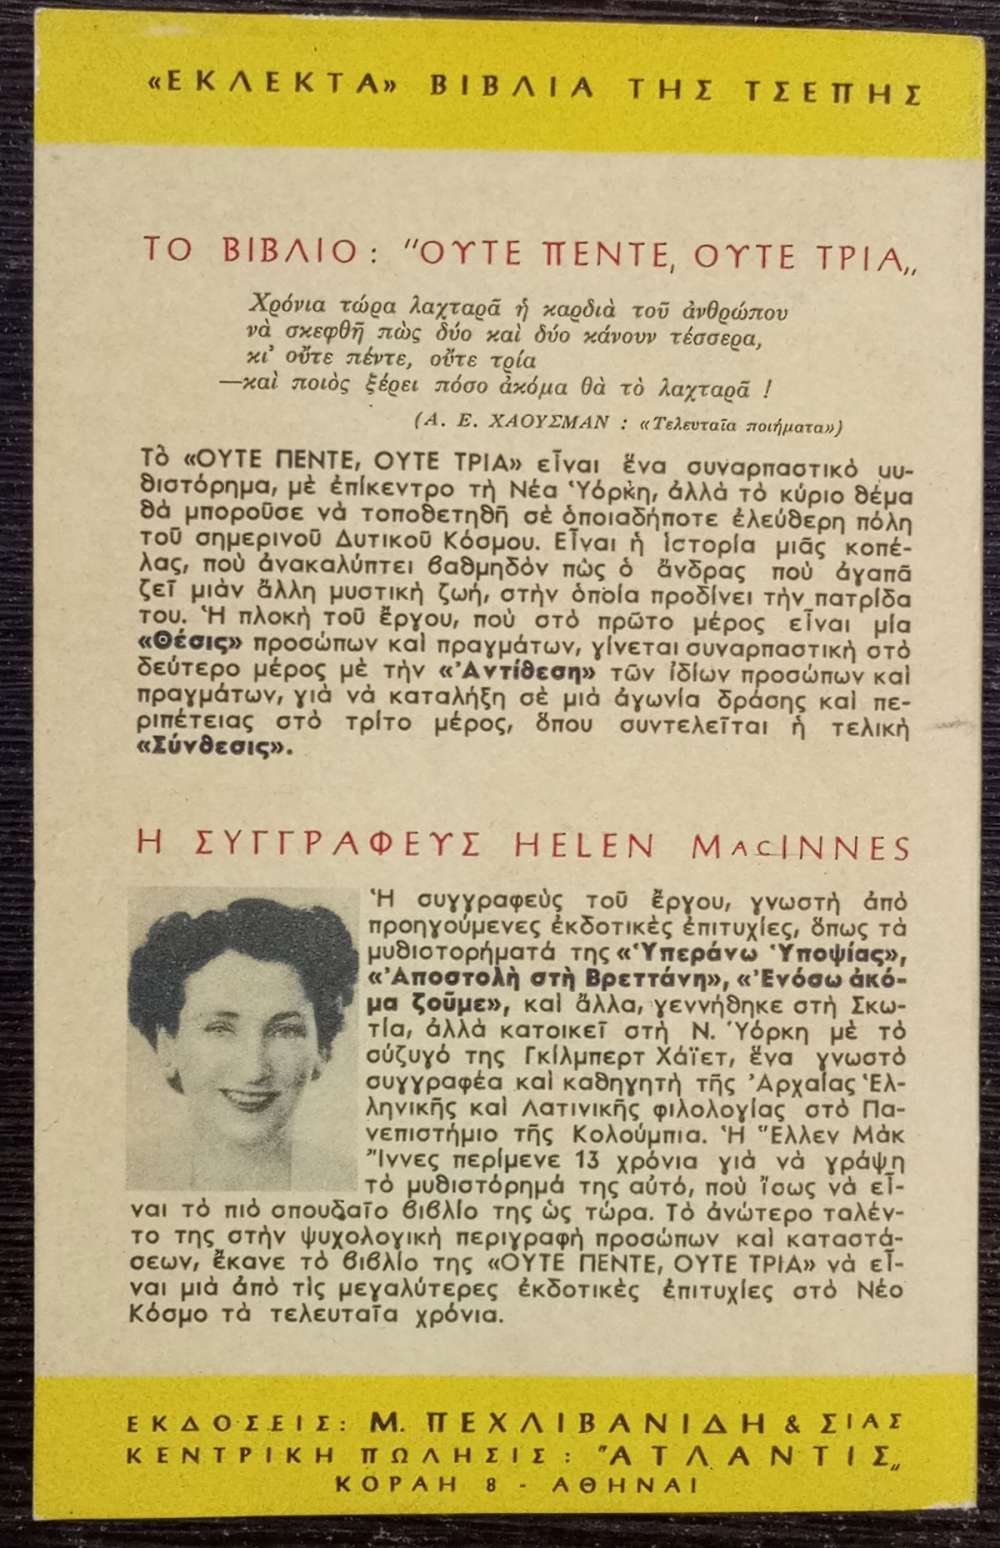 «ΕΚΛΕΚΤΑ» ΒΙΒΛΙΑ ΤΗΣ ΤΣΕΠΗΣ
ΤΟ ΒΙΒΛΙΟ: "ΟΥΤΕ ΠΕΝΤΕ, ΟΥΤΕ ΤΡΙΑ„
Χρόνια τώρα λαχταρᾶ ἡ καρδιὰ τοῦ ἀνθρώπου
νὰ σκεφθῆ πὼς δύο καὶ δύο κάνουν τέσσερα,
κι' οὔτε πέντε, οὔτε τρία
—καὶ ποιὸς ξέρει πόσο ἀκόμα θὰ τὸ λαχταρᾶ !
(Α. Ε. ΧΑΟΥΣΜΑΝ : «Τελευταῖα ποιήματα»)
Τὸ «ΟΥΤΕ ΠΕΝΤΕ, ΟΥΤΕ ΤΡΙΑ» εἶναι ἕνα συναρπαστικὸ μυ-
θιστόρημα, μὲ ἐπίκεντρο τὴ Νέα Ὑόρκη, ἀλλὰ τὸ κύριο θέμα
θὰ μποροῦσε νὰ τοποθετηθῆ σὲ ὁποιαδήποτε ἐλεύθερη πόλη
τοῦ σημερινοῦ Δυτικοῦ Κόσμου. Εἶναι ἡ ἱστορία μιᾶς κοπέ-
λας, ποὺ ἀνακαλύπτει βαθμηδὸν πὼς ὁ ἄνδρας ποὺ ἀγαπᾶ
ζεῖ μιὰν ἄλλη μυστικὴ ζωή, στὴν ὁποία προδίνει τὴν πατρίδα
του. Ἡ πλοκὴ τοῦ ἔργου, ποὺ στὸ πρῶτο μέρος εἶναι μία
«Θέσις» προσώπων καὶ πραγμάτων, γίνεται συναρπαστικὴ στὸ
δεύτερο μέρος μὲ τὴν «Ἀντίθεση» τῶν ἰδίων προσώπων καὶ
πραγμάτων, γιὰ νὰ καταλήξη σὲ μιὰ ἀγωνία δράσης καὶ πε-
ριπέτειας στὸ τρίτο μέρος, ὅπου συντελεῖται ἡ τελικὴ
«Σύνθεσις».
Η ΣΥΓΓΡΑΦΕΥΣ HELEN MacINNES
Ἡ συγγραφεὺς τοῦ ἔργου, γνωστὴ ἀπὸ
προηγούμενες ἐκδοτικὲς ἐπιτυχίες, ὅπως τὰ
μυθιστορήματά της «Ὑπεράνω Ὑποψίας»,
«Ἀποστολὴ στὴ Βρεττάνη», «Ἐνόσω ἀκό-
μα ζοῦμε», καὶ ἄλλα, γεννήθηκε στὴ Σκω-
τία, ἀλλὰ κατοικεῖ στὴ Ν. Ὑόρκη μὲ τὸ
σύζυγό της Γκίλμπερτ Χάϊετ, ἕνα γνωστὸ
συγγραφέα καὶ καθηγητὴ τῆς Ἀρχαίας Ἑλ-
ληνικῆς καὶ Λατινικῆς φιλολογίας στὸ Πα-
νεπιστήμιο τῆς Κολούμπια. Ἡ Ἕλλεν Μὰκ
Ἴννες περίμενε 13 χρόνια γιὰ νὰ γράψη
τὸ μυθιστόρημά της αὐτό, ποὺ ἴσως νὰ εἶ-
ναι τὸ πιὸ σπουδαῖο βιβλίο της ὡς τώρα. Τὸ ἀνώτερο ταλέν-
το της στὴν ψυχολογικὴ περιγραφὴ προσώπων καὶ καταστά-
σεων, ἔκανε τὸ βιβλίο της «ΟΥΤΕ ΠΕΝΤΕ, ΟΥΤΕ ΤΡΙΑ» νὰ εἶ-
ναι μιὰ ἀπὸ τὶς μεγαλύτερες ἐκδοτικὲς ἐπιτυχίες στὸ Νέο
Κόσμο τὰ τελευταῖα χρόνια.
ΕΚΔΟΣΕΙΣ: Μ. ΠΕΧΛΙΒΑΝΙΔΗ & ΣΙΑΣ
ΚΕΝΤΡΙΚΗ ΠΩΛΗΣΙΣ: "ΑΤΛΑΝΤΙΣ„
ΚΟΡΑΗ 8 - ΑΘΗΝΑΙ